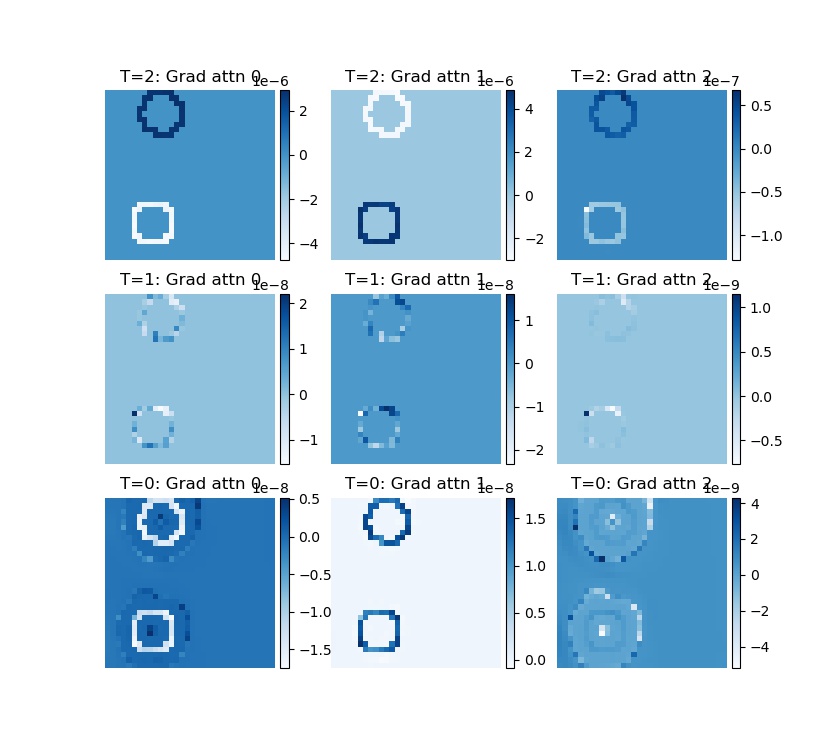 T=2: Grad attn 0
1e−6
2
0
−2
−4
T=2: Grad attn 1
1e−6
4
2
0
−2
T=2: Grad attn 2
1e−7
0.5
0.0
−0.5
−1.0
T=1: Grad attn 0
1e−8
2
1
0
−1
T=1: Grad attn 1
1e−8
1
0
−1
−2
T=1: Grad attn 2
1e−9
1.0
0.5
0.0
−0.5
T=0: Grad attn 0
1e−8
0.5
0.0
−0.5
−1.0
−1.5
T=0: Grad attn 1
1e−8
1.5
1.0
0.5
0.0
T=0: Grad attn 2
1e−9
4
2
0
−2
−4